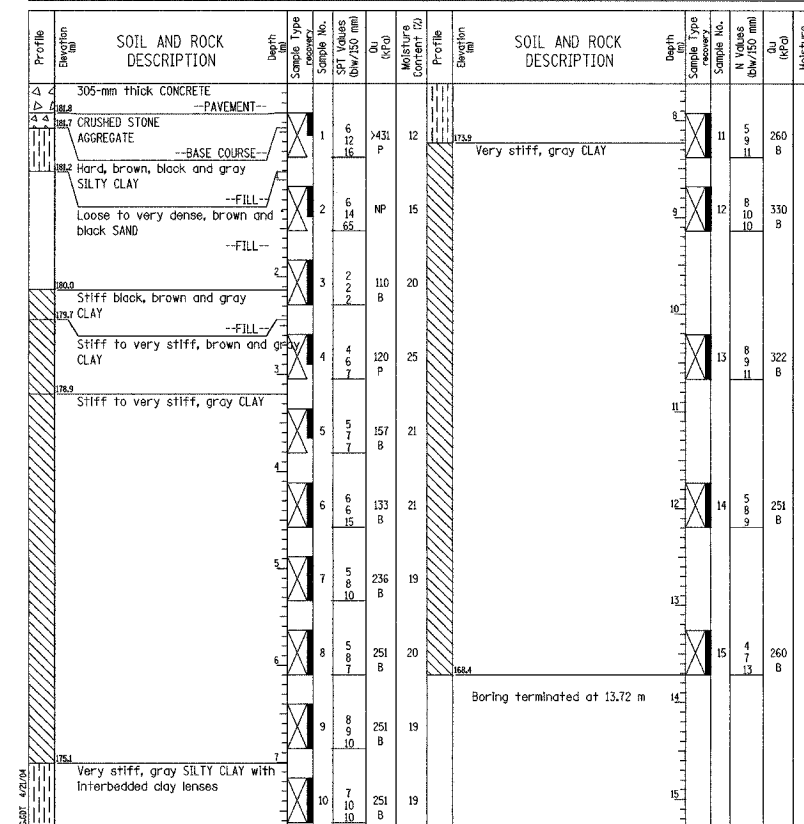 Profile
Elevation (m)
SOIL AND ROCK DESCRIPTION
Depth (m)
Sample Type
recovery
Sample No.
SPT Values (blw/150 mm)
Qu (kPa)
Moisture Content (%)
305-mm thick CONCRETE
181.8 --PAVEMENT--
181.7 CRUSHED STONE
AGGREGATE
--BASE COURSE--
181.2 Hard, brown, black and gray
SILTY CLAY
--FILL--
Loose to very dense, brown and
black SAND
--FILL--
180.0
Stiff black, brown and gray
179.7 CLAY
--FILL--
Stiff to very stiff, brown and gray
CLAY
178.9
Stiff to very stiff, gray CLAY
175.1
Very stiff, gray SILTY CLAY with
interbedded clay lenses
1
2
3
4
5
6
7
1 6 12 16 >431 P 12
2 6 14 65 NP 15
3 2 2 2 110 B 20
4 4 6 7 120 P 25
5 5 7 7 157 B 21
6 6 6 15 133 B 21
7 5 8 10 236 B 19
8 5 8 7 251 B 20
9 8 9 10 251 B 19
10 7 10 10 251 B 19
.GDT 4/21/04
Profile
Elevation (m)
SOIL AND ROCK DESCRIPTION
Depth (m)
Sample Type
recovery
Sample No.
N Values (blw/150 mm)
Qu (kPa)
Moisture
173.9
Very stiff, gray CLAY
168.4
Boring terminated at 13.72 m
8
9
10
11
12
13
14
15
11 5 9 11 260 B
12 8 10 10 330 B
13 8 9 11 322 B
14 5 8 9 251 B
15 4 7 13 260 B